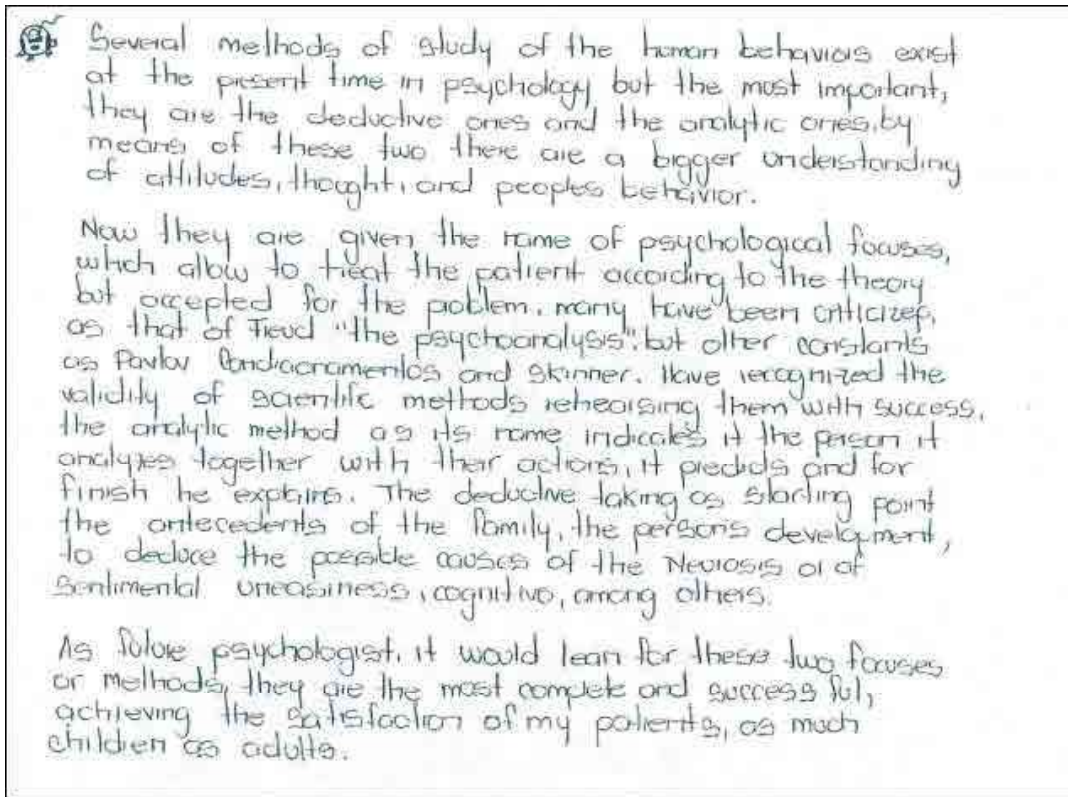 Several methods of study of the human behaviors exist
at the present time in psychology but the most important,
they are the deductive ones and the analytic ones, by
means of these two there are a bigger understanding
of attitudes, thought, and peoples behavior.
Now they are given the name of psychological focuses,
which allow to treat the patient according to the theory
but accepted for the problem. many have been criticized,
as that of Freud "the psychoanalysis". but other constants
as Pavlov and Skinner. Have recognized the
validity of scientific methods rehearsing them with success,
the analytic method as its name indicates it the person it
analyzes together with their actions, it predicts and for
finish he explains. The deductive taking as starting point
the antecedents of the family, the person's development,
to deduce the possible causes of the Neurosis or of
Sentimental uneasiness, cognitivo, among others.
As future psychologist, it would lean for these two focuses
or methods, they are the most complete and success ful,
achieving the satisfaction of my patients, as much
children as adults.